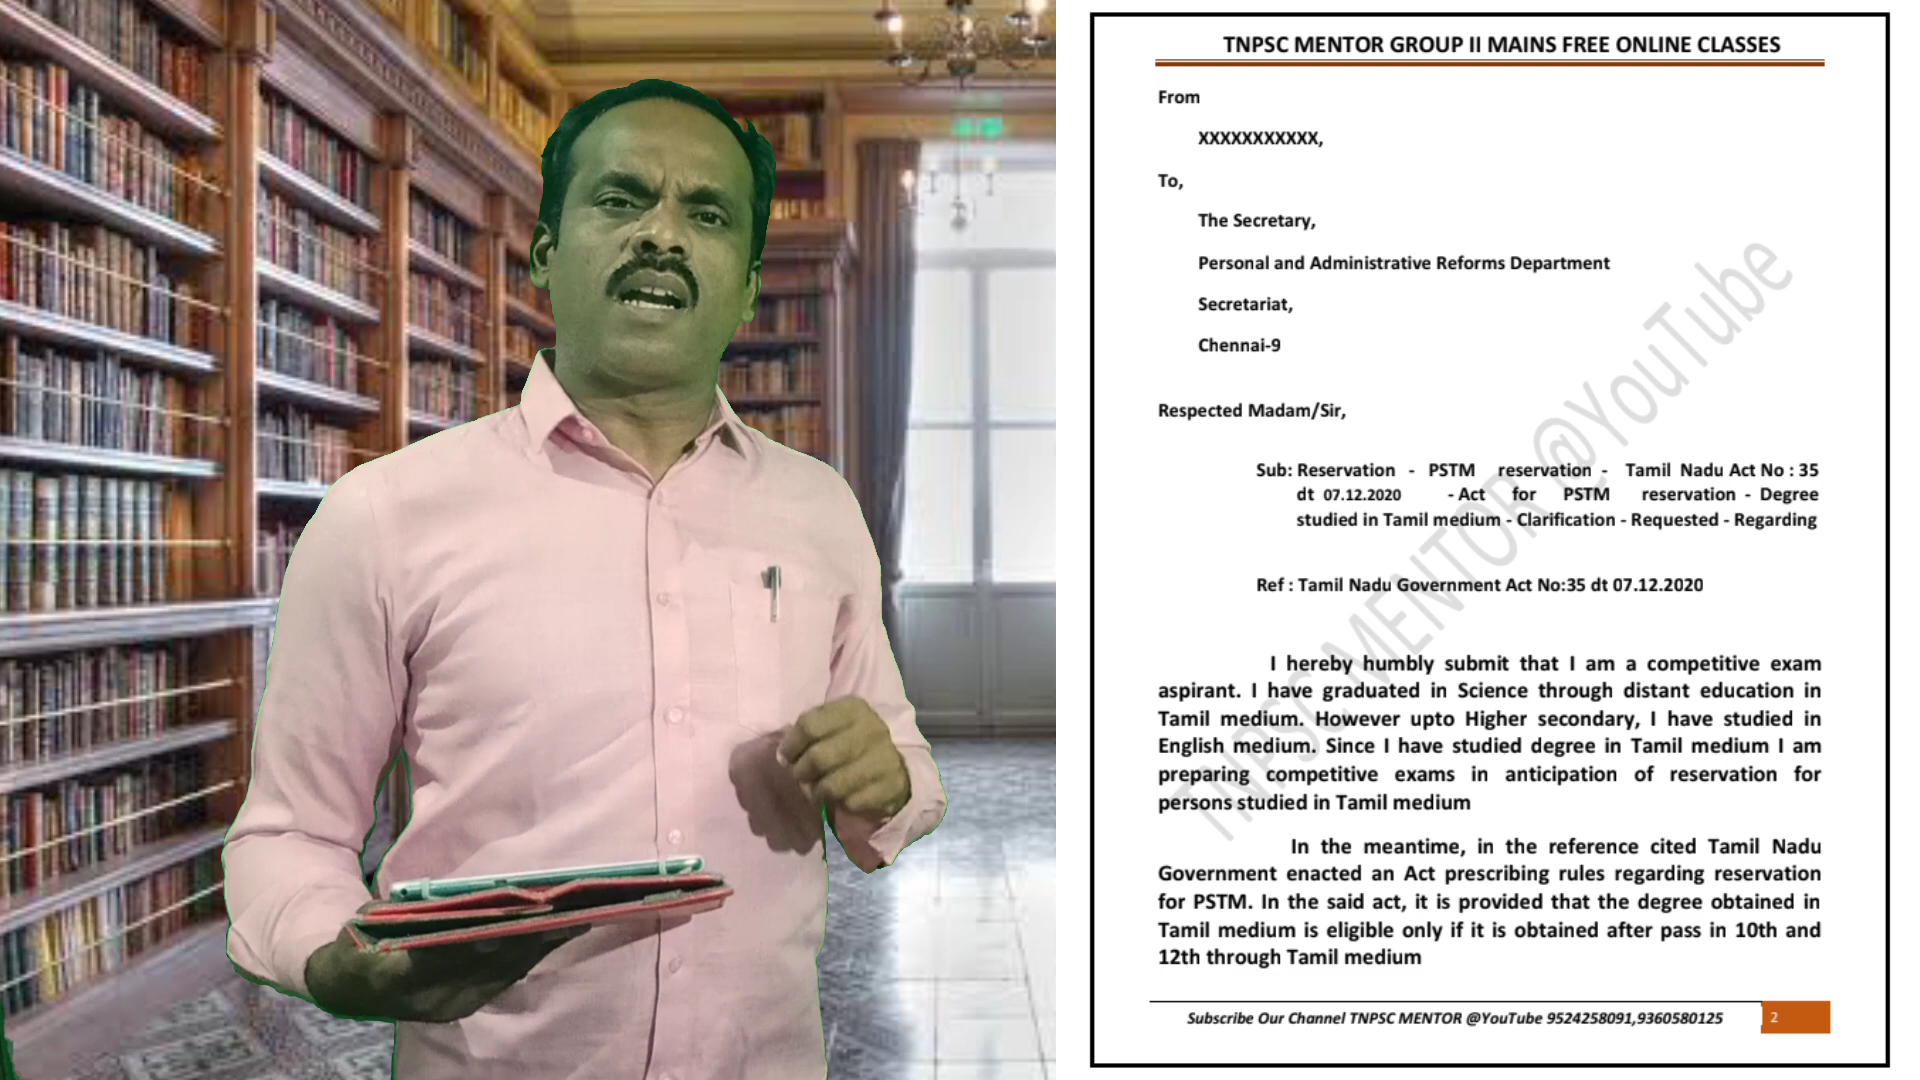 TNPSC MENTOR GROUP II MAINS FREE ONLINE CLASSES
From
XXXXXXXXXXX,
To,
The Secretary,
Personal and Administrative Reforms Department
Secretariat,
Chennai-9
Respected Madam/Sir,
Sub: Reservation - PSTM reservation - Tamil Nadu Act No : 35
dt 07.12.2020 - Act for PSTM reservation - Degree
studied in Tamil medium - Clarification - Requested - Regarding
Ref : Tamil Nadu Government Act No:35 dt 07.12.2020
I hereby humbly submit that I am a competitive exam
aspirant. I have graduated in Science through distant education in
Tamil medium. However upto Higher secondary, I have studied in
English medium. Since I have studied degree in Tamil medium I am
preparing competitive exams in anticipation of reservation for
persons studied in Tamil medium
In the meantime, in the reference cited Tamil Nadu
Government enacted an Act prescribing rules regarding reservation
for PSTM. In the said act, it is provided that the degree obtained in
Tamil medium is eligible only if it is obtained after pass in 10th and
12th through Tamil medium
TNPSC MENTOR @YouTube
Subscribe Our Channel TNPSC MENTOR @YouTube 9524258091,9360580125
2